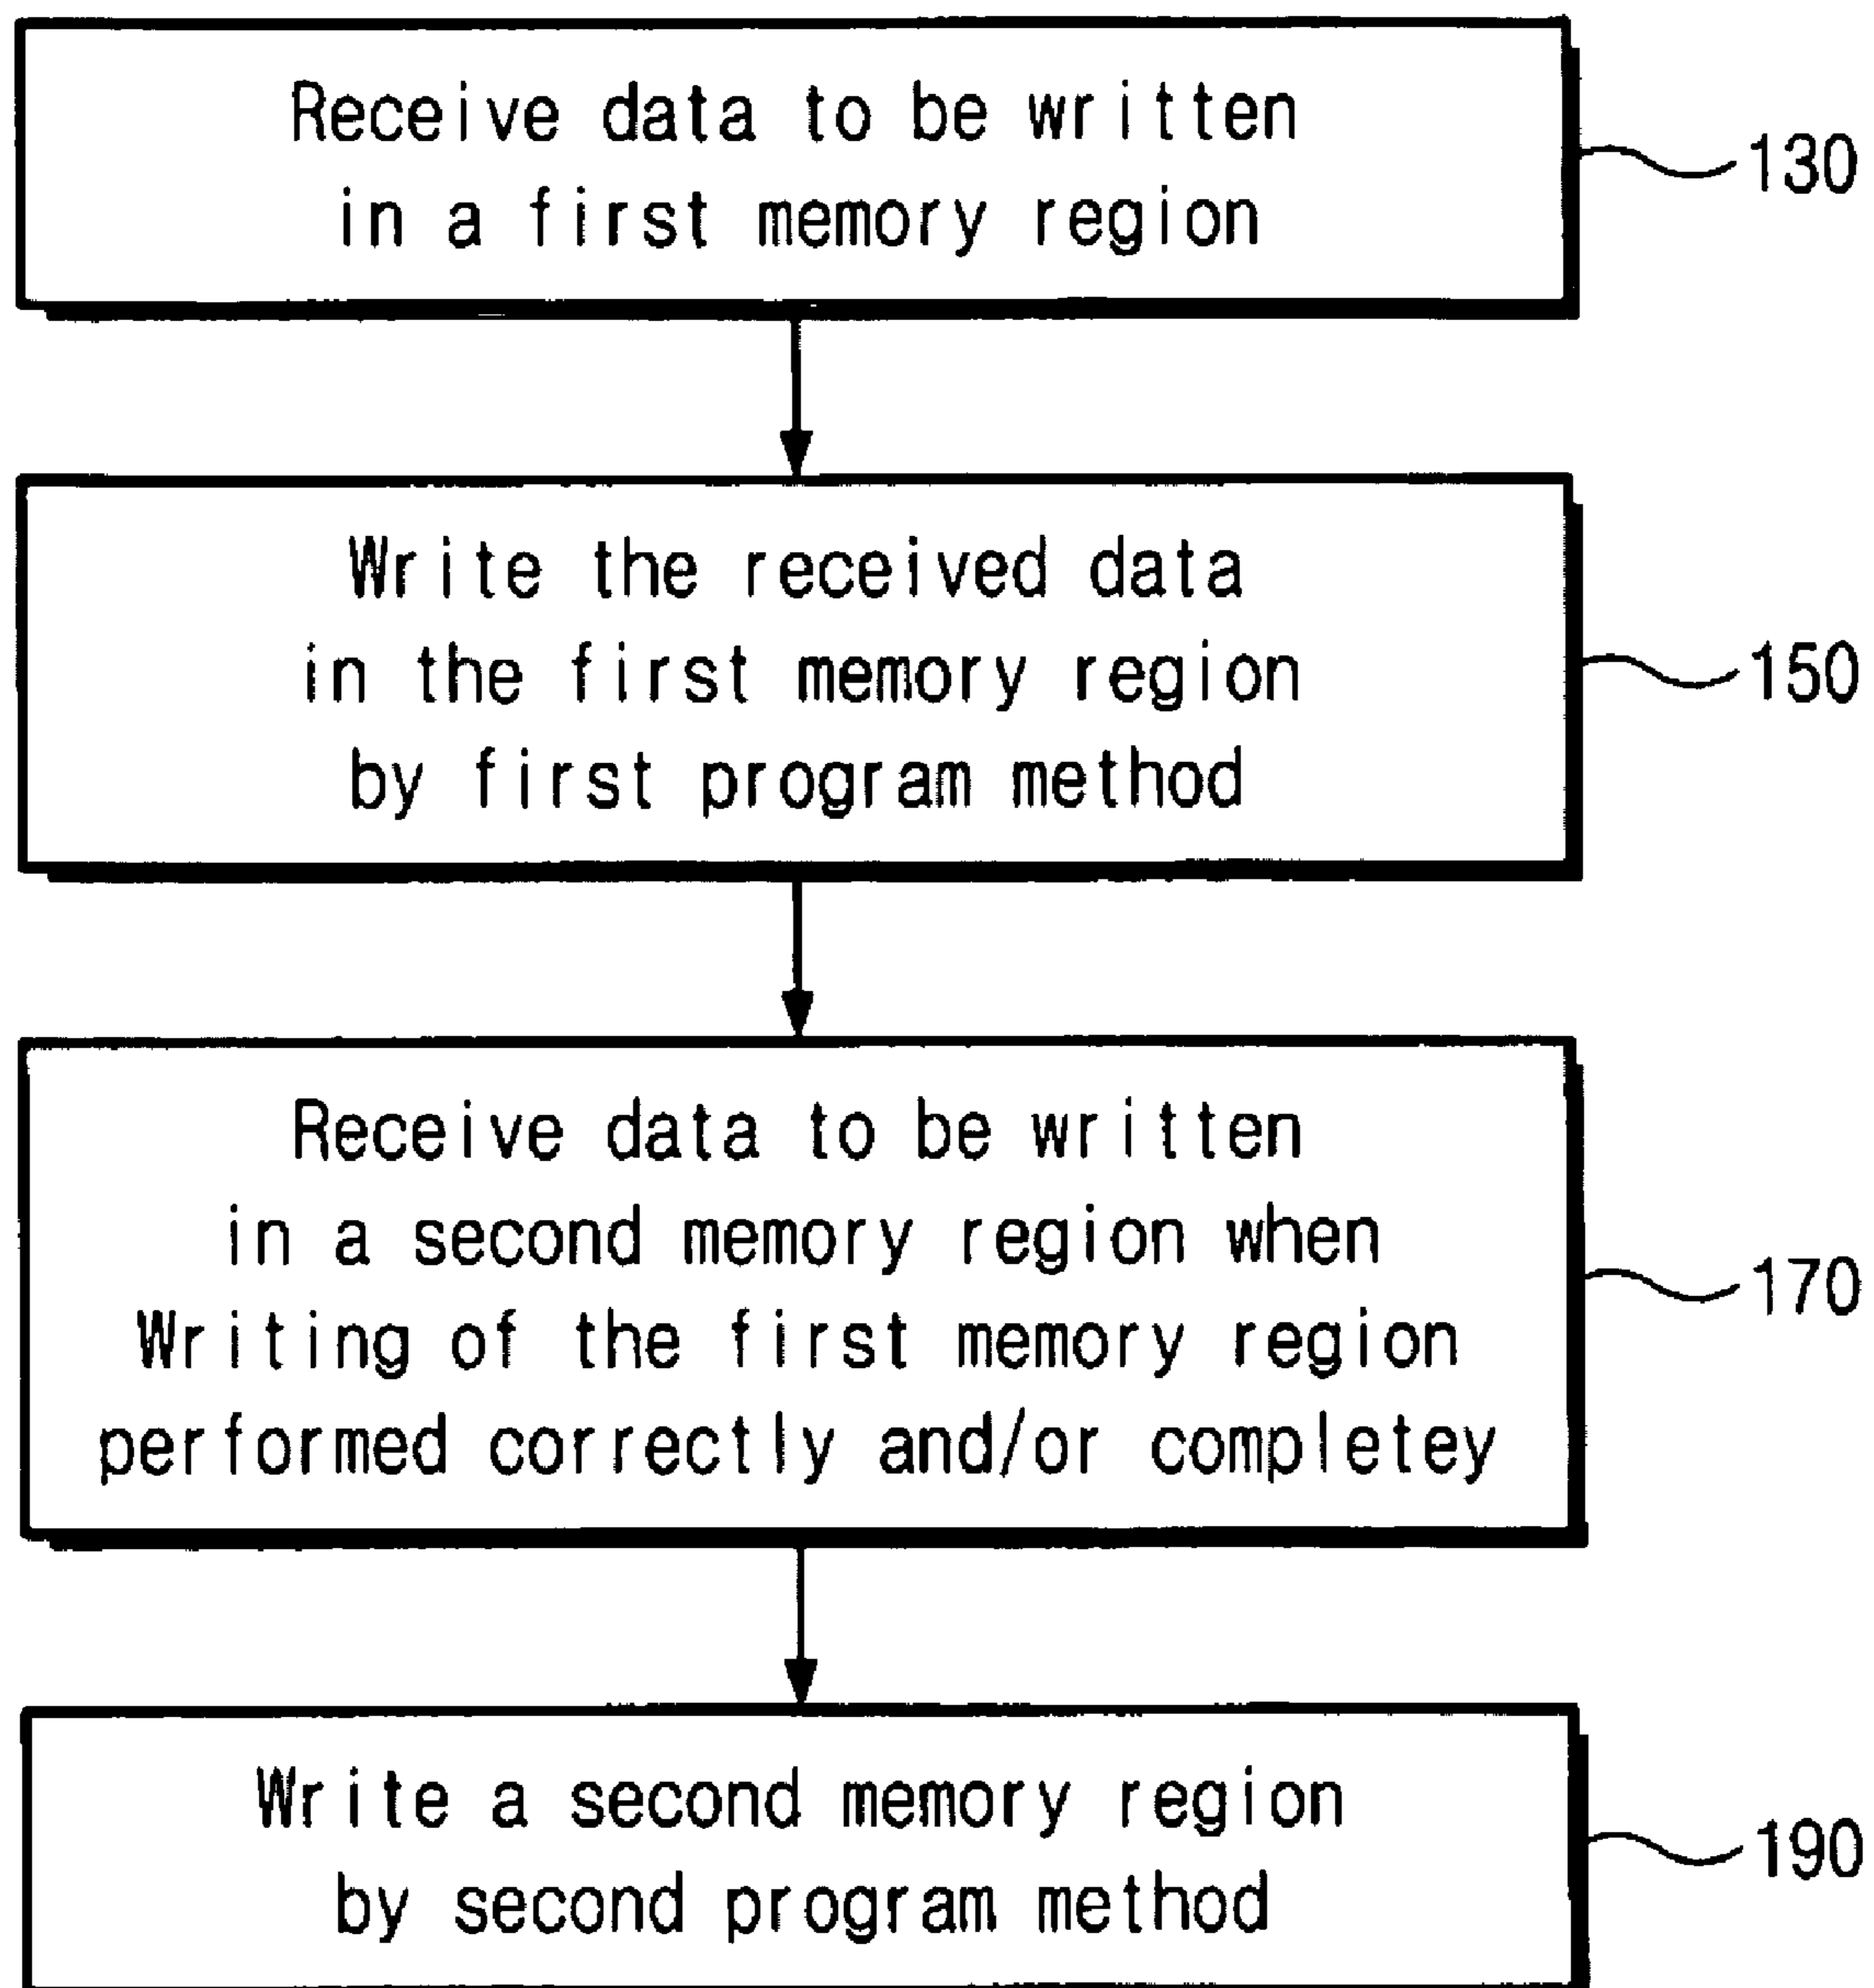 Receive data to be written
in a first memory region
130
Write the received data
in the first memory region
by first program method
150
Receive data to be written
in a second memory region when
Writing of the first memory region
performed correctly and/or completey
170
Write a second memory region
by second program method
190